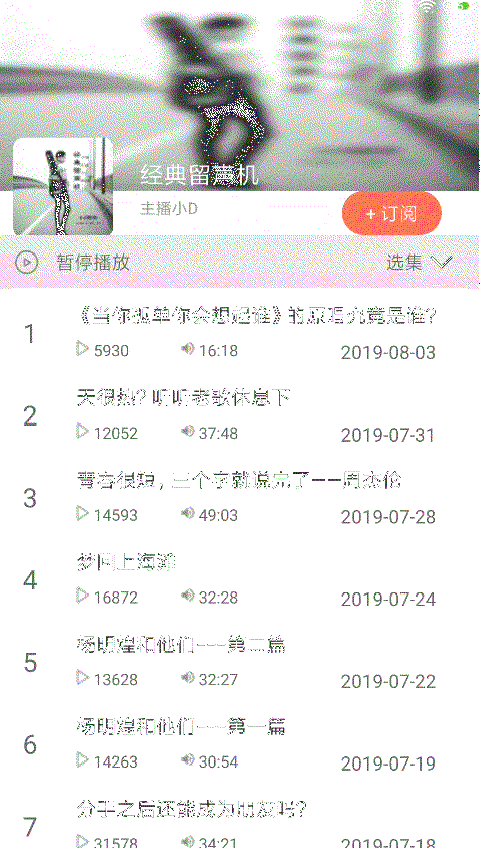 经典留声机
主播小D
+ 订阅
暂停播放 选集
1 《当你孤单你会想起谁》的原唱究竟是谁?
5930 16:18 2019-08-03
2 天很热? 听听老歌休息下
12052 37:48 2019-07-31
3 青春很短, 三个字就说完了——周杰伦
14593 49:03 2019-07-28
4 梦回上海滩
16872 32:28 2019-07-24
5 杨明煌和他们——第二篇
13628 32:27 2019-07-22
6 杨明煌和他们——第一篇
14263 30:54 2019-07-19
7 分手之后还能成为朋友吗?
31578 34:21 2019-07-18